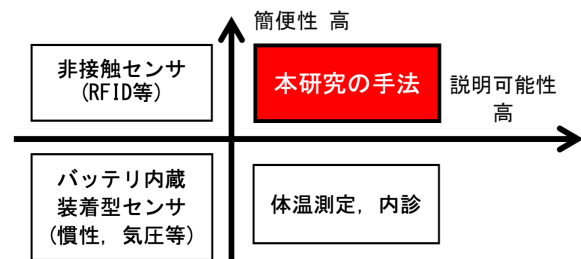 簡便性 高
非接触センサ
(RFID等)
本研究の手法
説明可能性
高
バッテリ内蔵
装着型センサ
(慣性，気圧等)
体温測定，内診